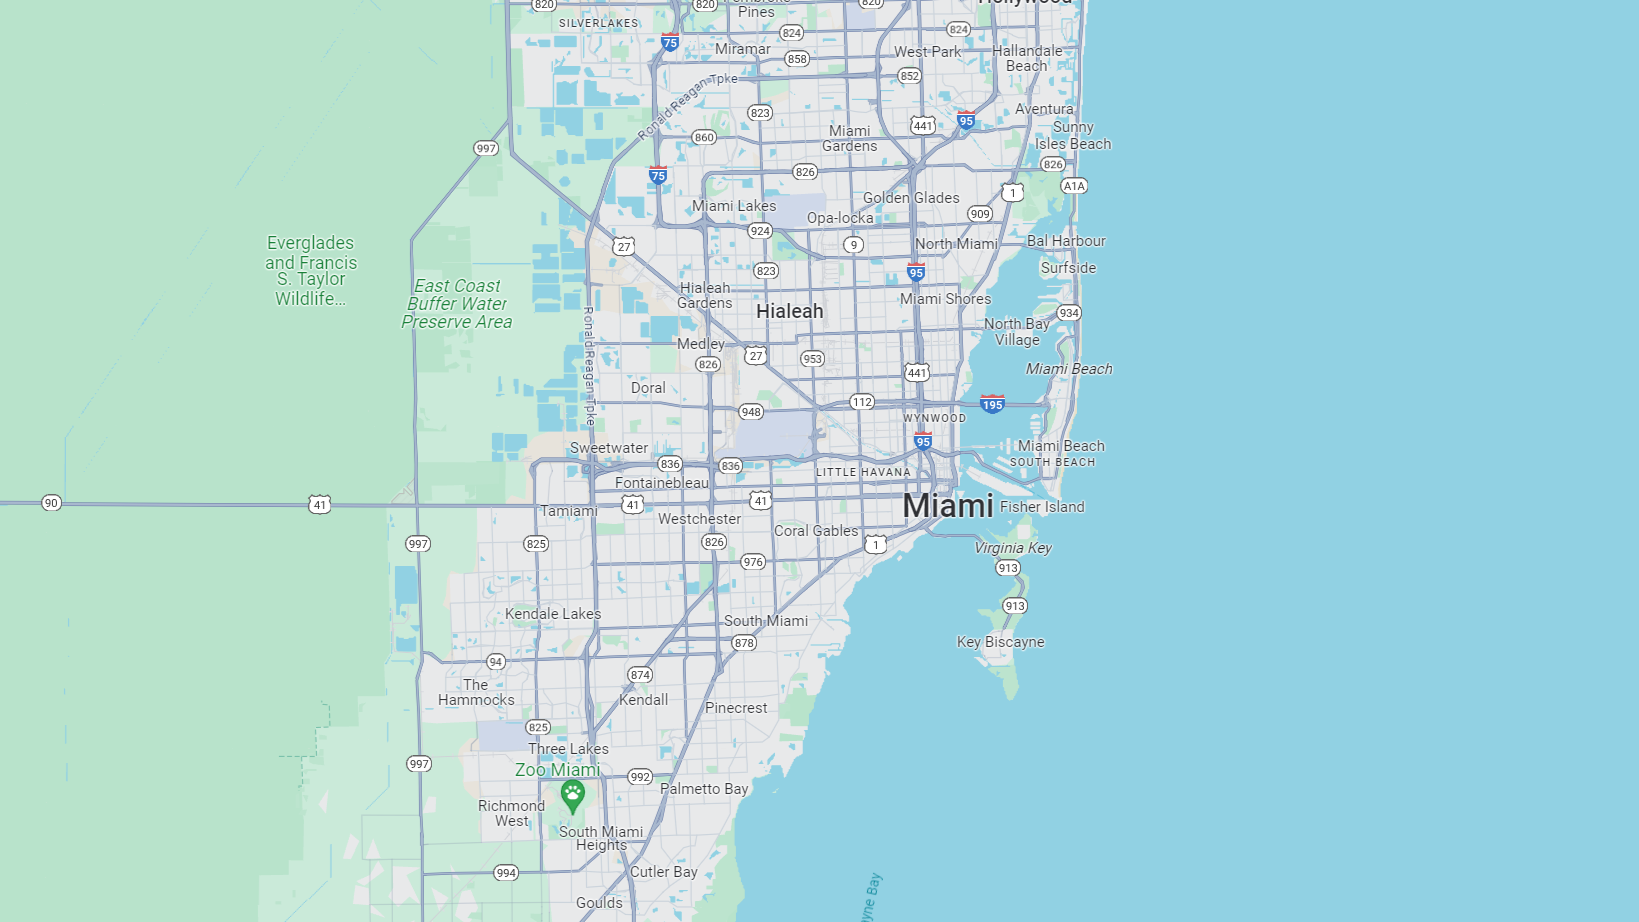 820
820
Pembroke
Pines
820
Hollywood
SILVERLAKES
75
824
824
Miramar
858
West Park
Hallandale
Beach
852
Ronald Reagan Tpke
823
441
95
Aventura
Sunny
Isles Beach
997
860
Miami
Gardens
75
826
826
A1A
1
Miami Lakes
Golden Glades
909
Opa-locka
924
9
North Miami
Bal Harbour
27
Everglades
and Francis
S. Taylor
Wildlife...
823
95
Surfside
East Coast
Buffer Water
Preserve Area
Hialeah
Gardens
Hialeah
Miami Shores
934
North Bay
Village
Ronald Reagan Tpke
Medley
27
953
826
441
Miami Beach
Doral
948
112
195
WYNWOOD
95
Sweetwater
Miami Beach
836
836
LITTLE HAVANA
SOUTH BEACH
Fontainebleau
90
41
41
41
Miami
Fisher Island
Tamiami
Westchester
Coral Gables
997
825
826
1
Virginia Key
976
913
913
Kendale Lakes
South Miami
878
Key Biscayne
94
874
The
Hammocks
Kendall
Pinecrest
825
Three Lakes
997
Zoo Miami
992
Palmetto Bay
Richmond
West
South Miami
Heights
994
Cutler Bay
Goulds
yne Bay